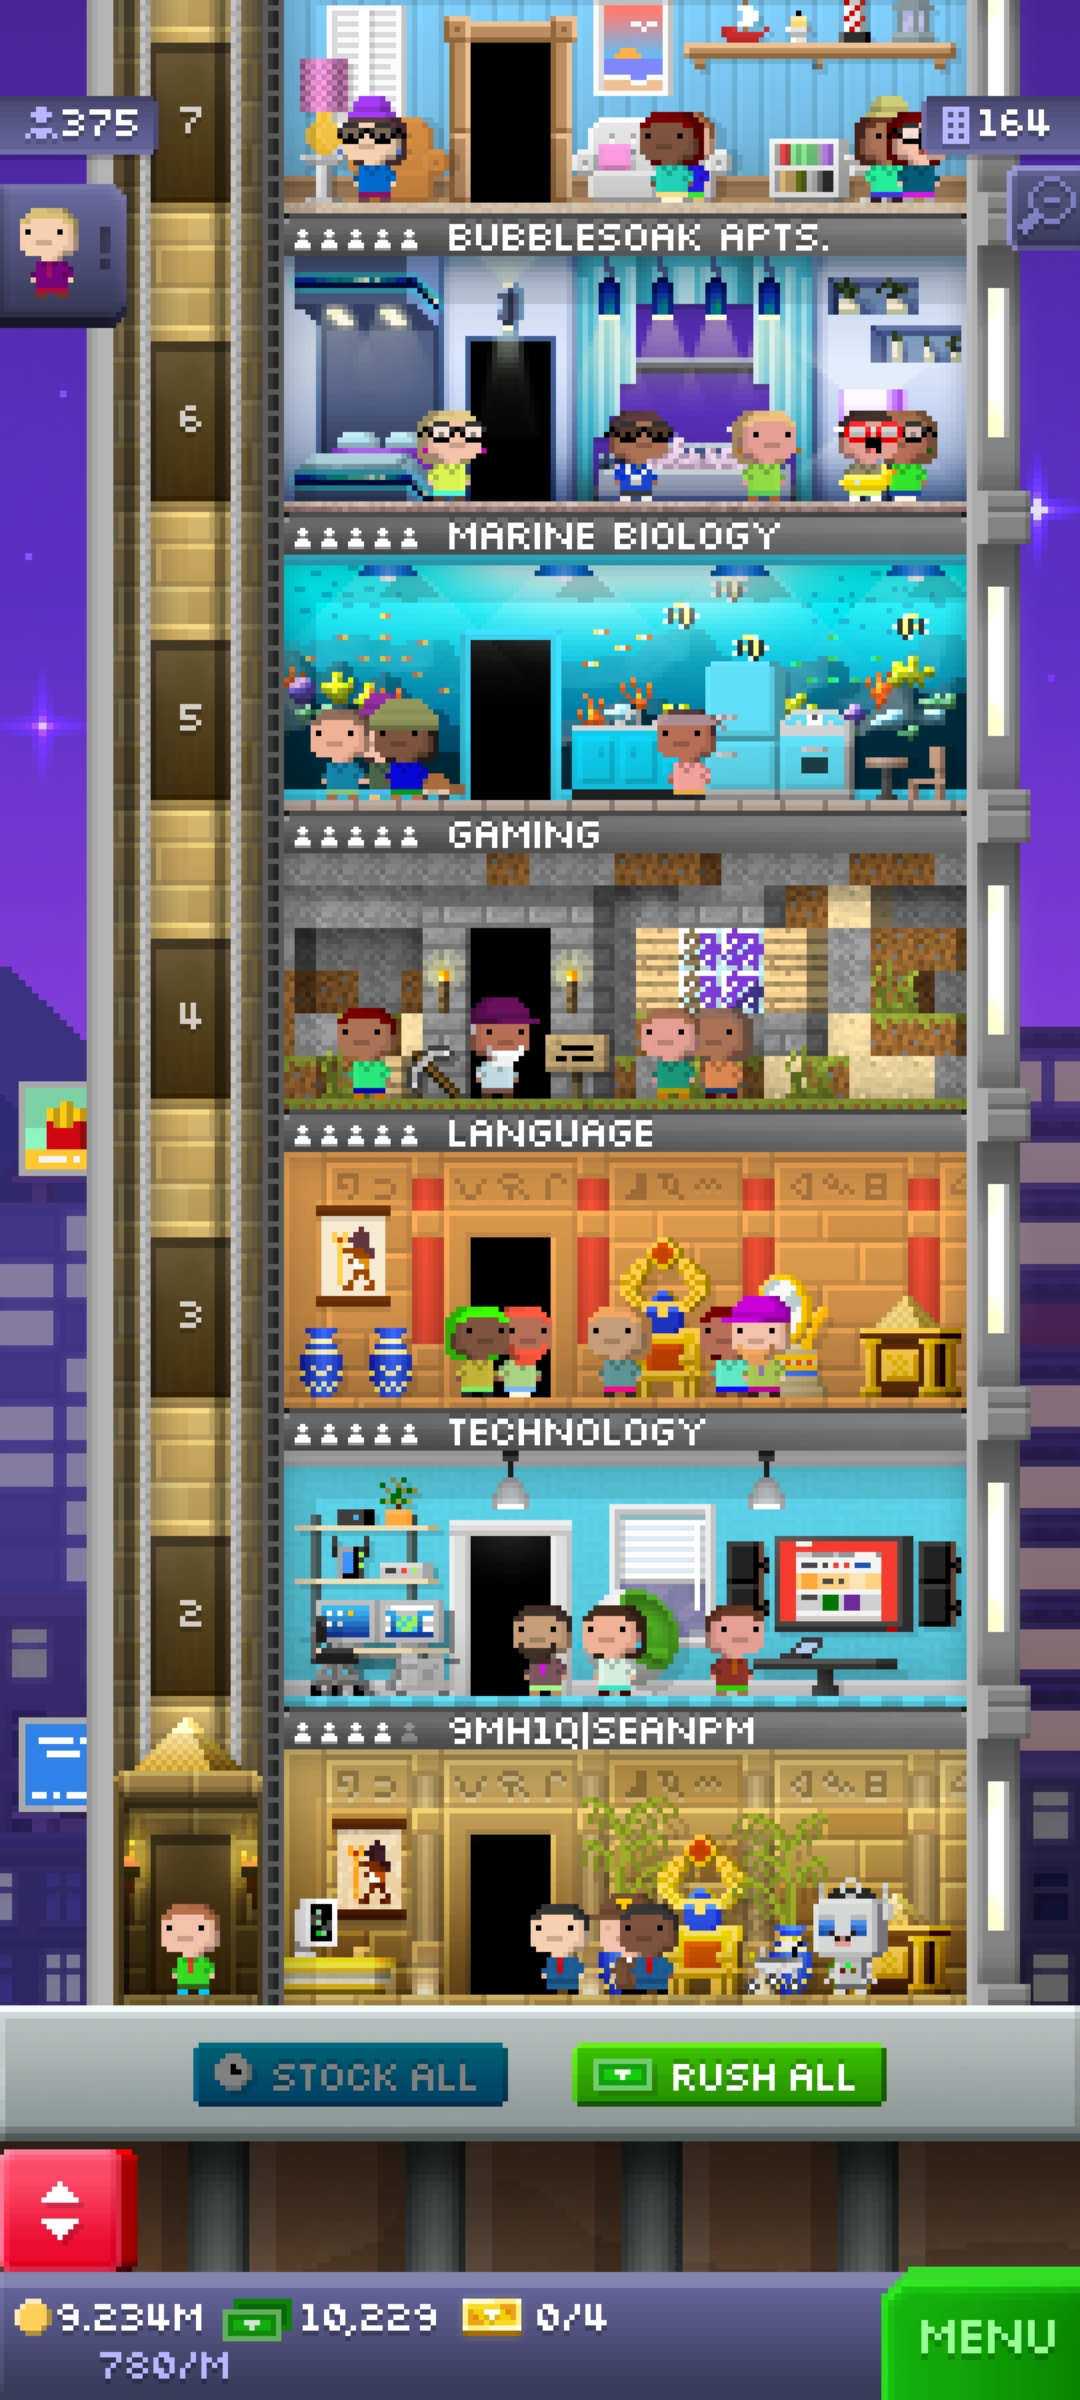 375
7
164
BUBBLESOAK APTS.
6
MARINE BIOLOGY
5
GAMING
4
LANGUAGE
3
TECHNOLOGY
2
9MH1Q|SEANPM
STOCK ALL
RUSH ALL
9.234M
10,229
0/4
780/M
MENU